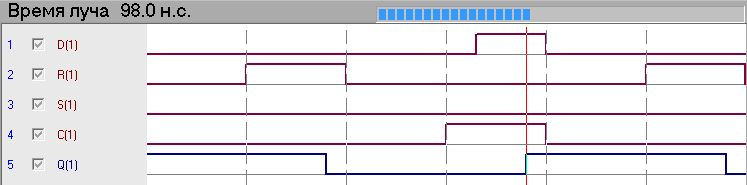 Время луча 98.0 н.с.
1 D(1)
2 R(1)
3 S(1)
4 C(1)
5 Q(1)